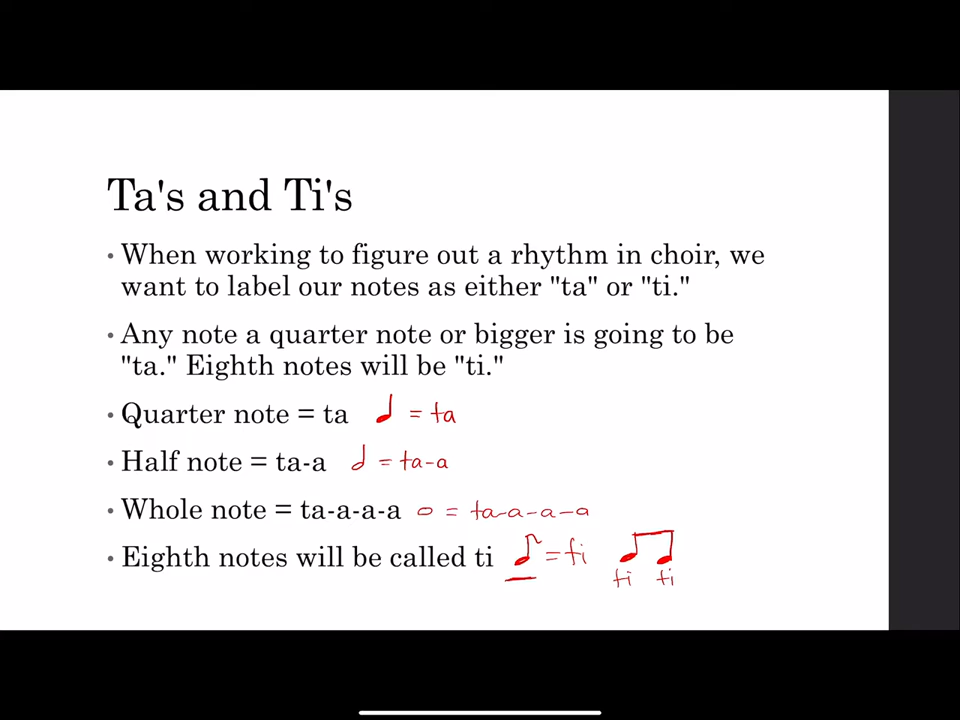 Ta's and Ti's
• When working to figure out a rhythm in choir, we
want to label our notes as either "ta" or "ti."
• Any note a quarter note or bigger is going to be
"ta." Eighth notes will be "ti."
• Quarter note = ta ♩ = ta
• Half note = ta-a 𝅗𝅥 = ta-a
• Whole note = ta-a-a-a 𝅝 = ta-a-a-a
• Eighth notes will be called ti ♪ = ti ♫
ti ti